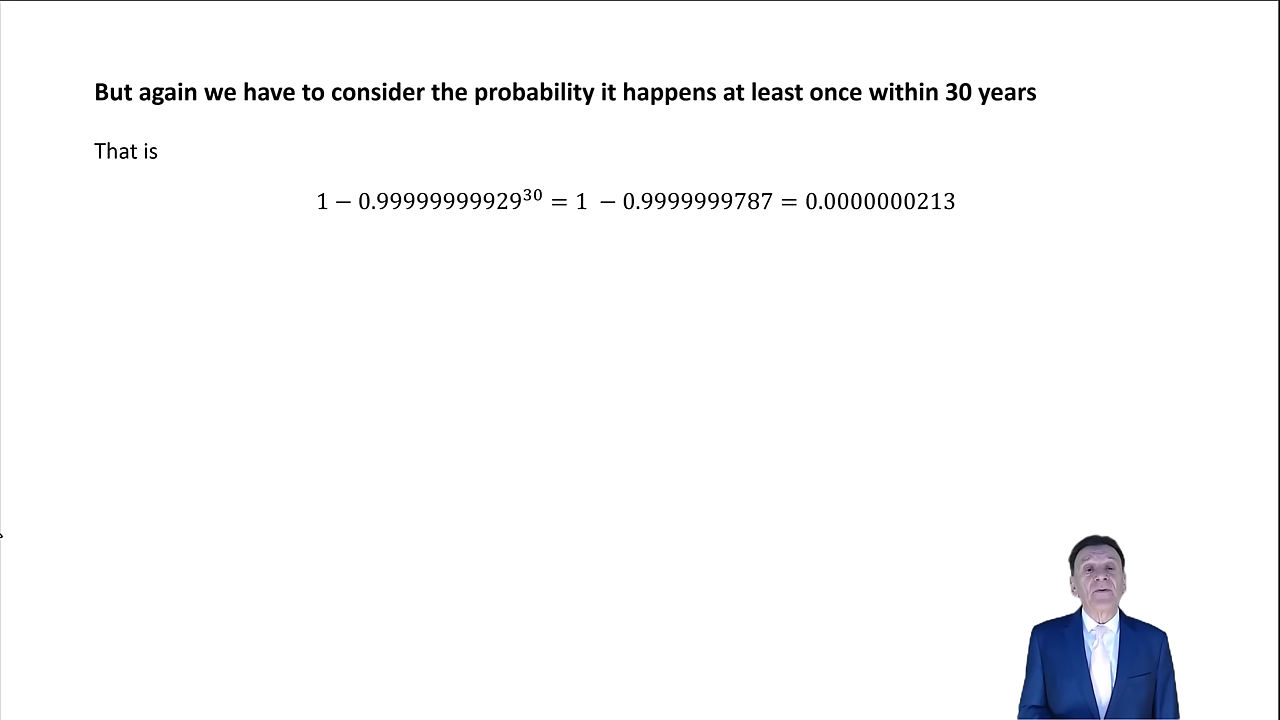 But again we have to consider the probability it happens at least once within 30 years
That is
1 − 0.99999999929³⁰ = 1 − 0.9999999787 = 0.0000000213